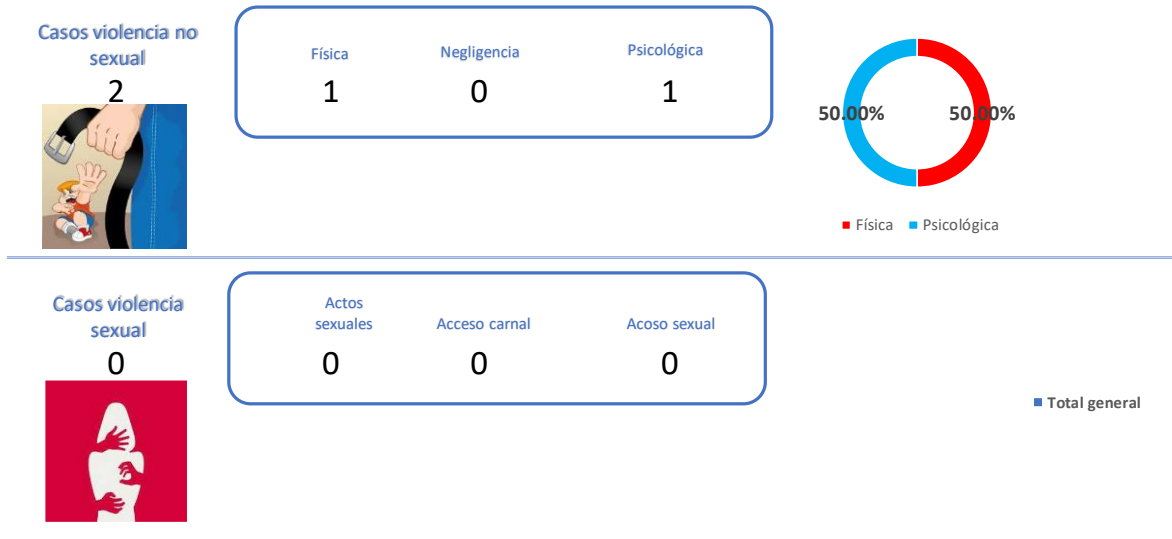 Casos violencia no
sexual
2
Física
Negligencia
Psicológica
1
0
1
50.00%
50.00%
Física
Psicológica
Casos violencia
sexual
0
Actos
sexuales
Acceso carnal
Acoso sexual
0
0
0
Total general